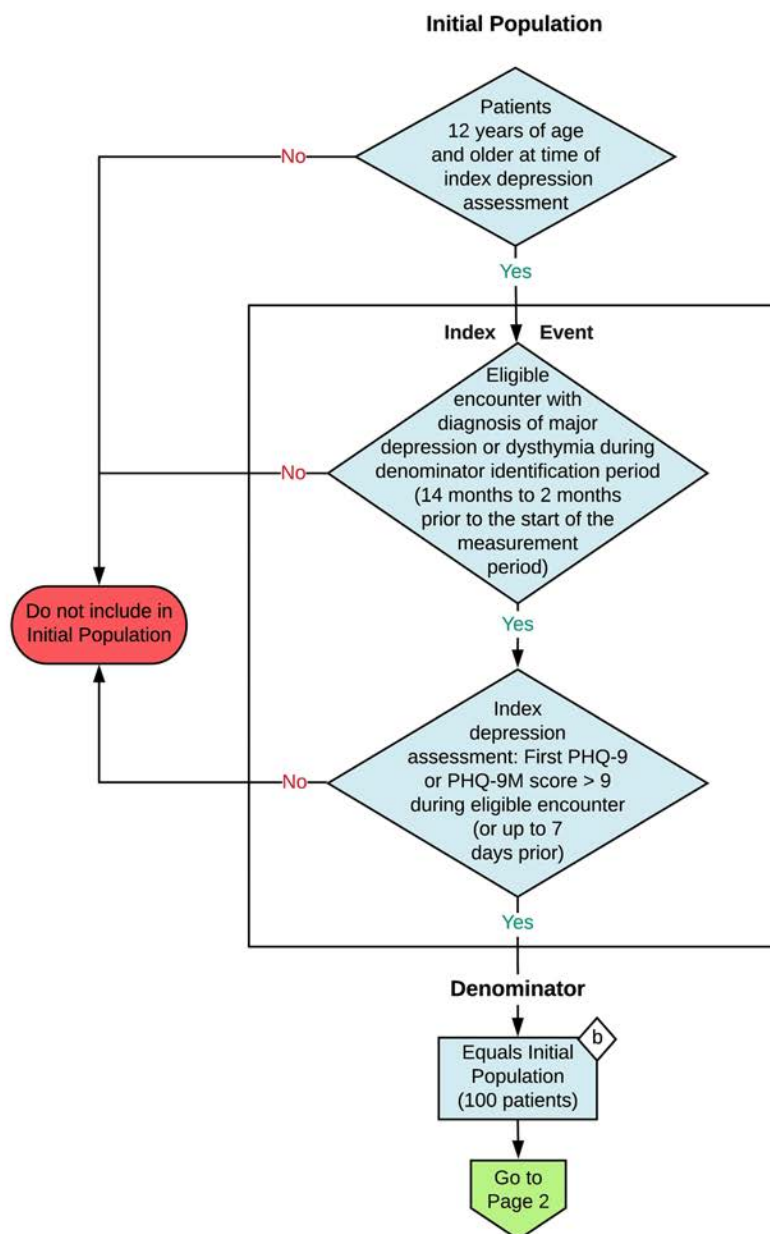 Initial Population
Patients
12 years of age
and older at time of
index depression
assessment
No
Yes
Index Event
Eligible
encounter with
diagnosis of major
depression or dysthymia during
denominator identification period
(14 months to 2 months
prior to the start of the
measurement
period)
No
Yes
Do not include in
Initial Population
Index
depression
assessment: First PHQ-9
or PHQ-9M score > 9
during eligible encounter
(or up to 7
days prior)
No
Yes
Denominator
b
Equals Initial
Population
(100 patients)
Go to
Page 2